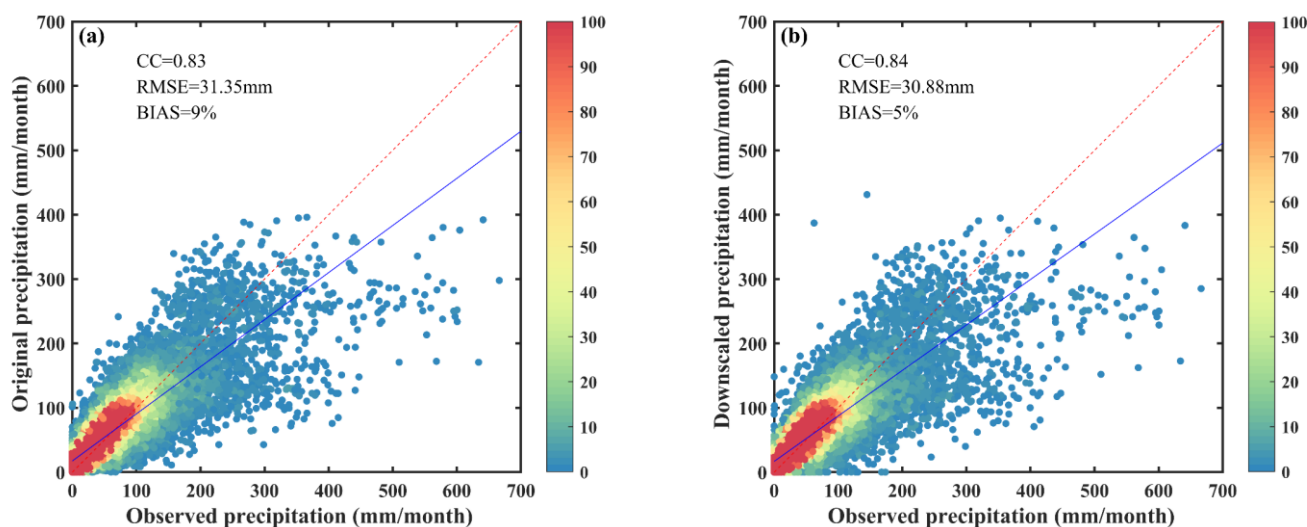 (a)
CC=0.83
RMSE=31.35mm
BIAS=9%
Original precipitation (mm/month)
700
600
500
400
300
200
100
0
0 100 200 300 400 500 600 700
Observed precipitation (mm/month)
100
90
80
70
60
50
40
30
20
10
0
(b)
CC=0.84
RMSE=30.88mm
BIAS=5%
Downscaled precipitation (mm/month)
700
600
500
400
300
200
100
0
0 100 200 300 400 500 600 700
Observed precipitation (mm/month)
100
90
80
70
60
50
40
30
20
10
0